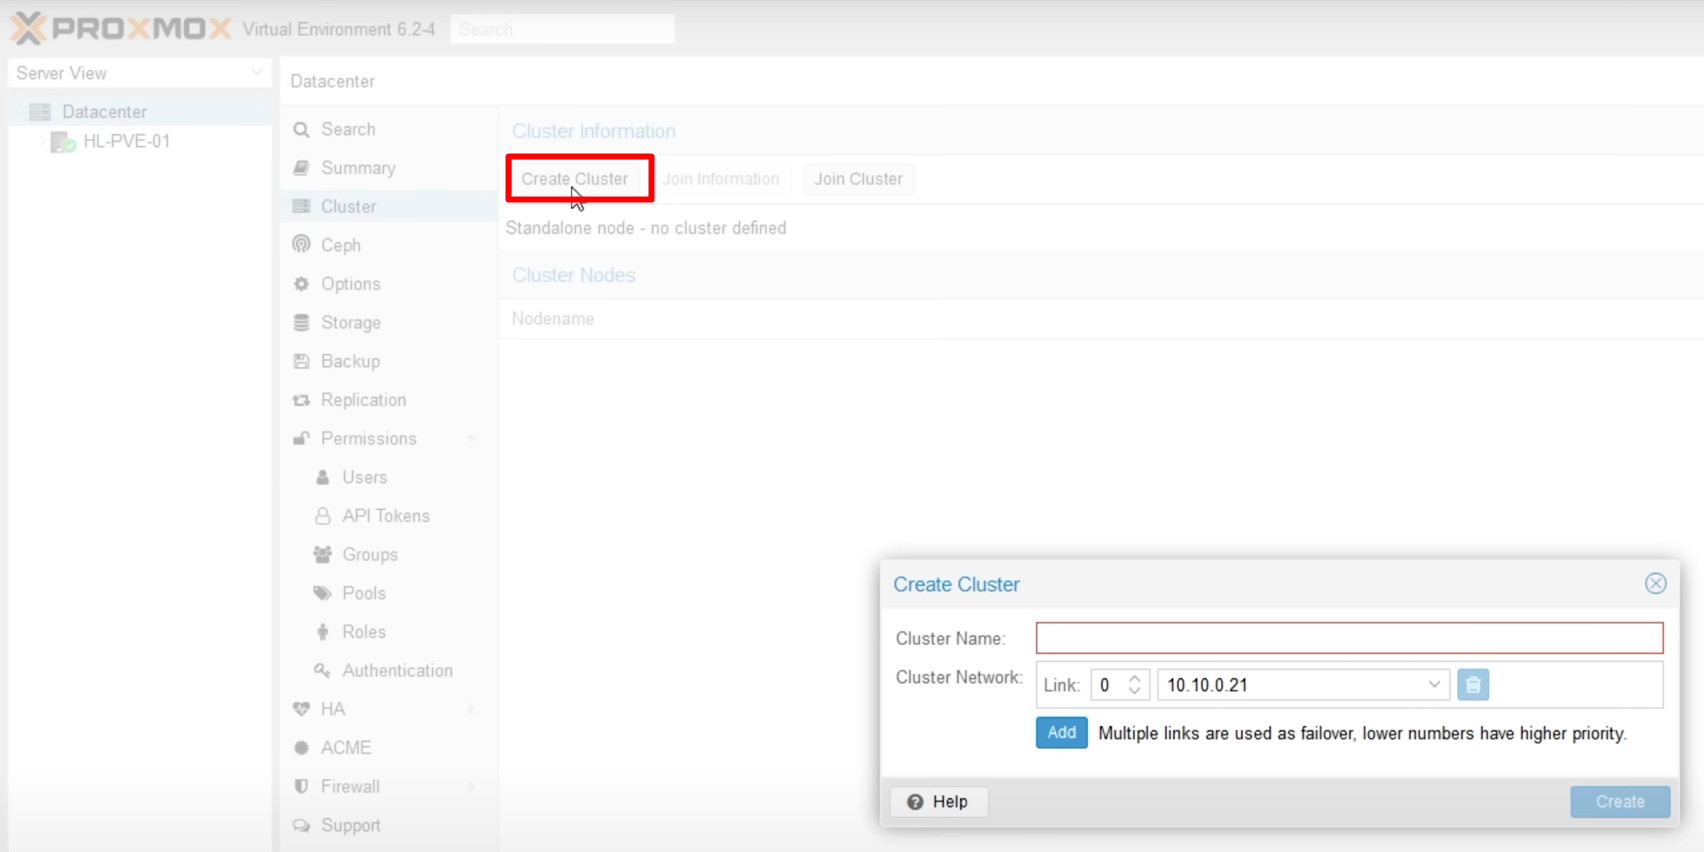 PROXMOX Virtual Environment 6.2-4 Search
Server View
Datacenter
HL-PVE-01
Datacenter
Search
Summary
Cluster
Ceph
Options
Storage
Backup
Replication
Permissions
Users
API Tokens
Groups
Pools
Roles
Authentication
HA
ACME
Firewall
Support
Cluster Information
Create Cluster Join Information Join Cluster
Standalone node - no cluster defined
Cluster Nodes
Nodename
Create Cluster
Cluster Name:
Cluster Network: Link: 0 10.10.0.21
Add Multiple links are used as failover, lower numbers have higher priority.
Help Create